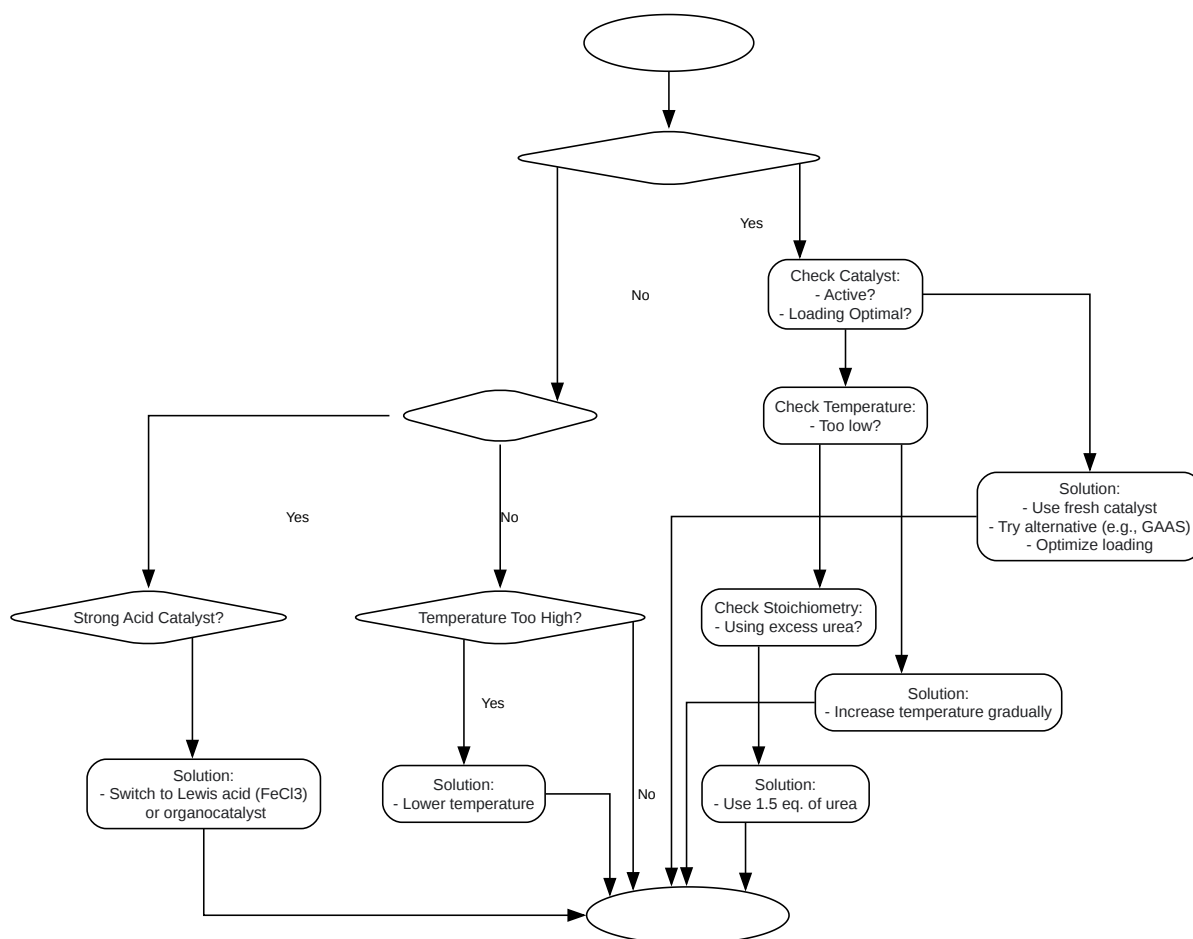 Yes
Check Catalyst:
- Active?
- Loading Optimal?
No
Check Temperature:
- Too low?
Solution:
- Use fresh catalyst
- Try alternative (e.g., GAAS)
- Optimize loading
Yes
No
Strong Acid Catalyst?
Temperature Too High?
Check Stoichiometry:
- Using excess urea?
Solution:
- Increase temperature gradually
Yes
Solution:
- Switch to Lewis acid (FeCl3)
or organocatalyst
Solution:
- Lower temperature
No
Solution:
- Use 1.5 eq. of urea